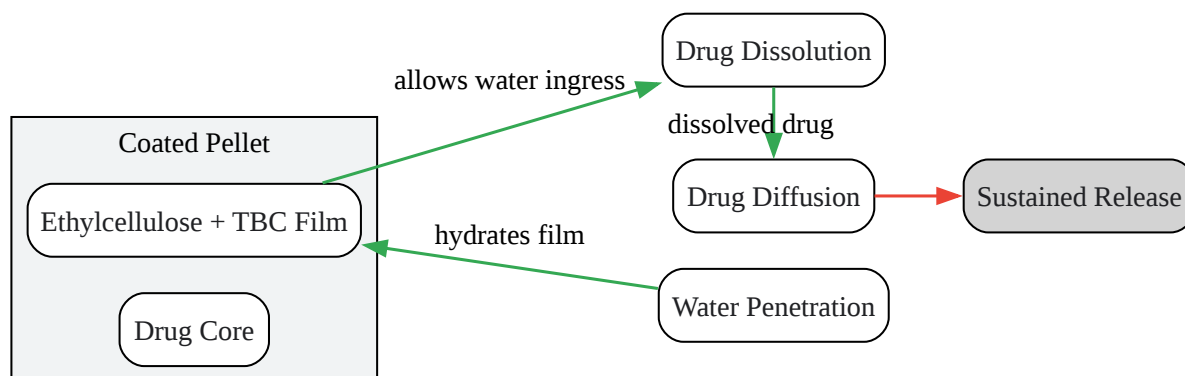 Drug Dissolution
allows water ingress
dissolved drug
Coated Pellet
Ethylcellulose + TBC Film
Drug Diffusion
Sustained Release
hydrates film
Water Penetration
Drug Core